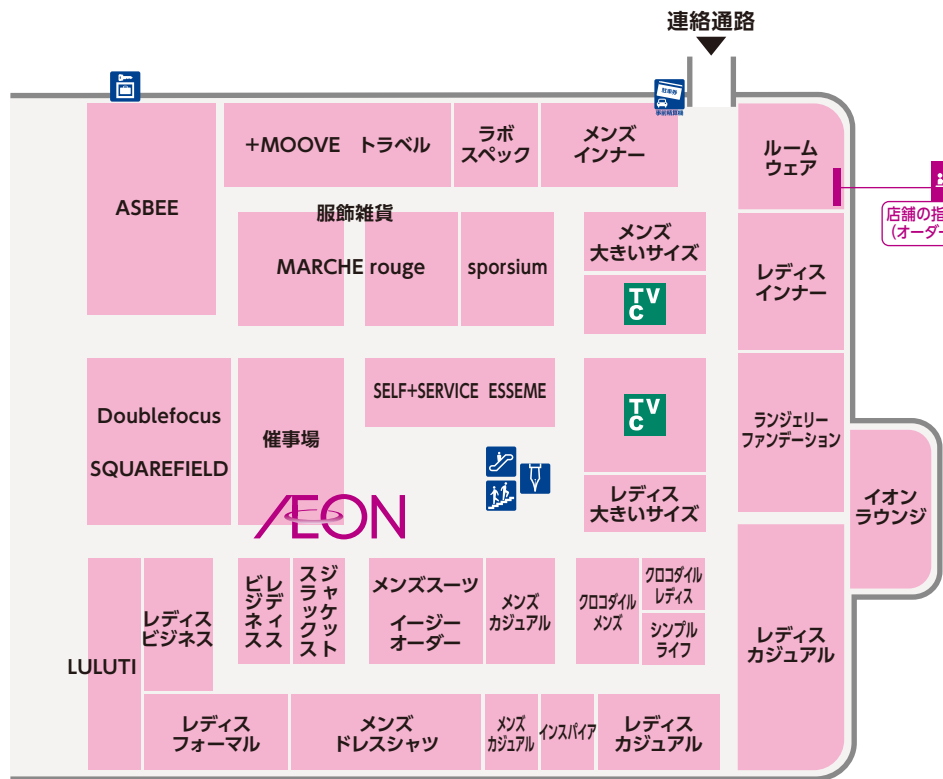 連絡通路
事前精算機
+MOOVE トラベル
ラボ
スペック
メンズ
インナー
ルーム
ウェア
ASBEE
店舗の指
(オーダー
服飾雑貨
MARCHE rouge
sporsium
メンズ
大きいサイズ
レディス
インナー
TVC
Doublefocus
SQUAREFIELD
催事場
SELF+SERVICE ESSEME
TVC
ランジェリー
ファンデーション
レディス
大きいサイズ
イオン
ラウンジ
ÆON
LULUTI
レディス
ビジネス
レディス
ビジネス
ジャケット
スラックス
メンズスーツ
イージー
オーダー
メンズ
カジュアル
クロコダイル
メンズ
クロコダイル
レディス
シンプル
ライフ
レディス
カジュアル
レディス
フォーマル
メンズ
ドレスシャツ
メンズ
カジュアル
インスパイア
レディス
カジュアル